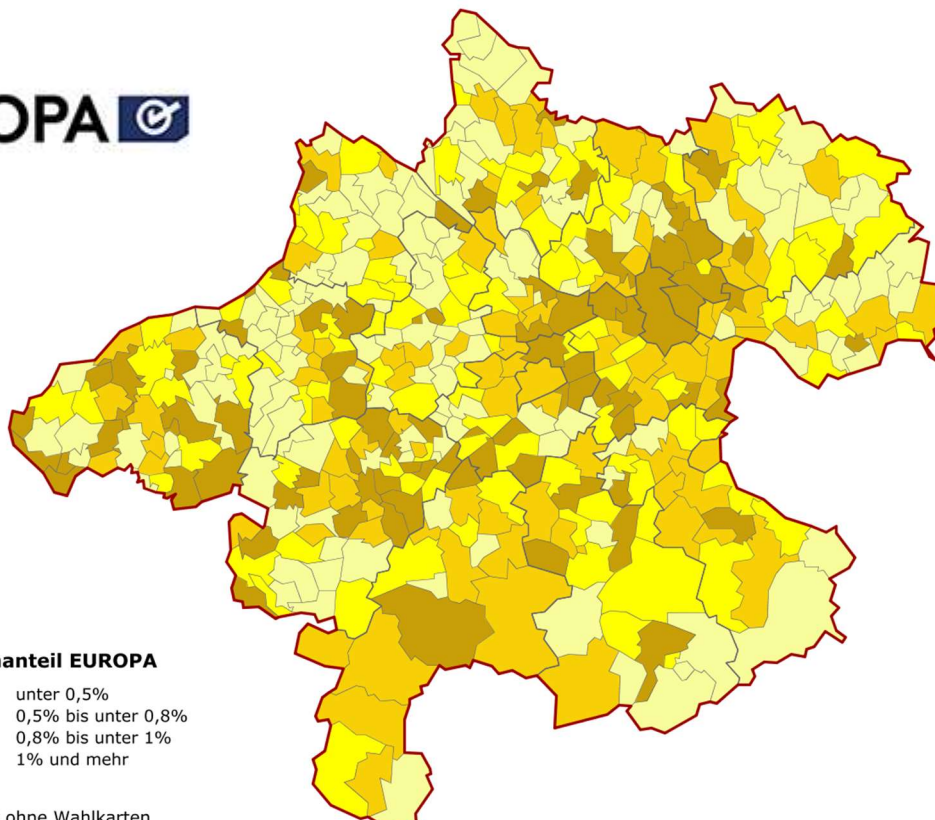 OPA
anteil EUROPA
unter 0,5%
0,5% bis unter 0,8%
0,8% bis unter 1%
1% und mehr
ohne Wahlkarten